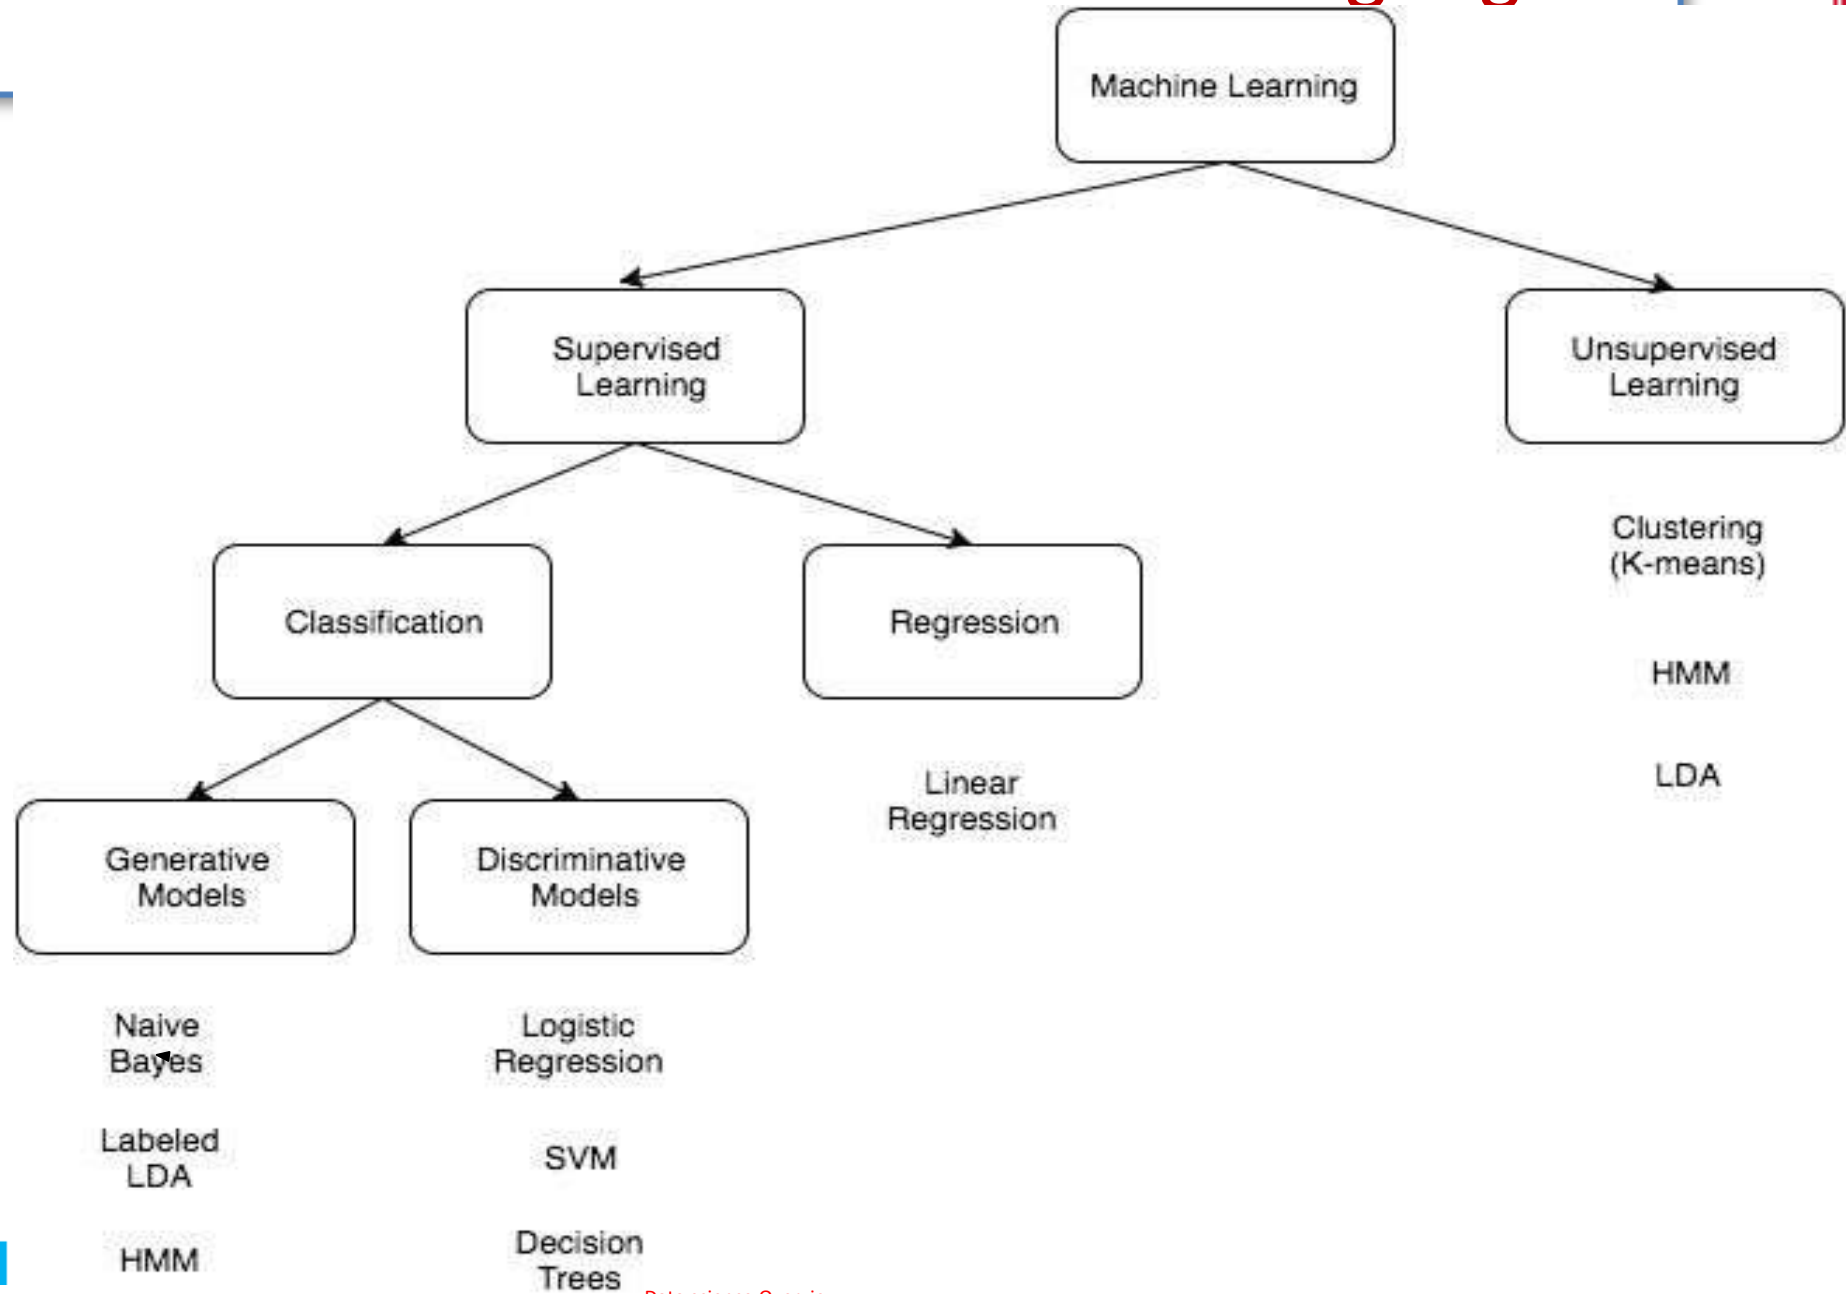 Machine Learning
Supervised
Learning
Unsupervised
Learning
Classification
Regression
Clustering
(K-means)
HMM
LDA
Linear
Regression
Generative
Models
Discriminative
Models
Naive
Bayes
Labeled
LDA
HMM
Logistic
Regression
SVM
Decision
Trees